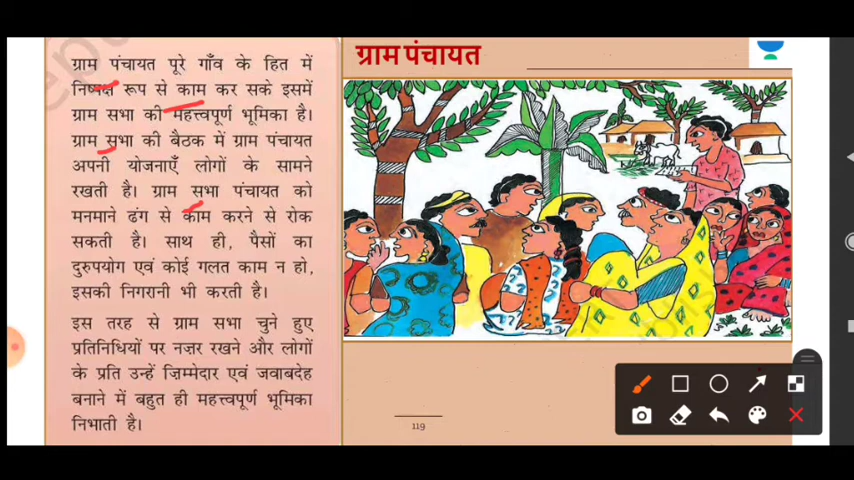 ग्राम पंचायत पूरे गाँव के हित में
निष्पक्ष रूप से काम कर सके इसमें
ग्राम सभा की महत्त्वपूर्ण भूमिका है।
ग्राम सभा की बैठक में ग्राम पंचायत
अपनी योजनाएँ लोगों के सामने
रखती है। ग्राम सभा पंचायत को
मनमाने ढंग से काम करने से रोक
सकती है। साथ ही, पैसों का
दुरुपयोग एवं कोई गलत काम न हो,
इसकी निगरानी भी करती है।
इस तरह से ग्राम सभा चुने हुए
प्रतिनिधियों पर नज़र रखने और लोगों
के प्रति उन्हें ज़िम्मेदार एवं जवाबदेह
बनाने में बहुत ही महत्त्वपूर्ण भूमिका
निभाती है।
ग्राम पंचायत
119